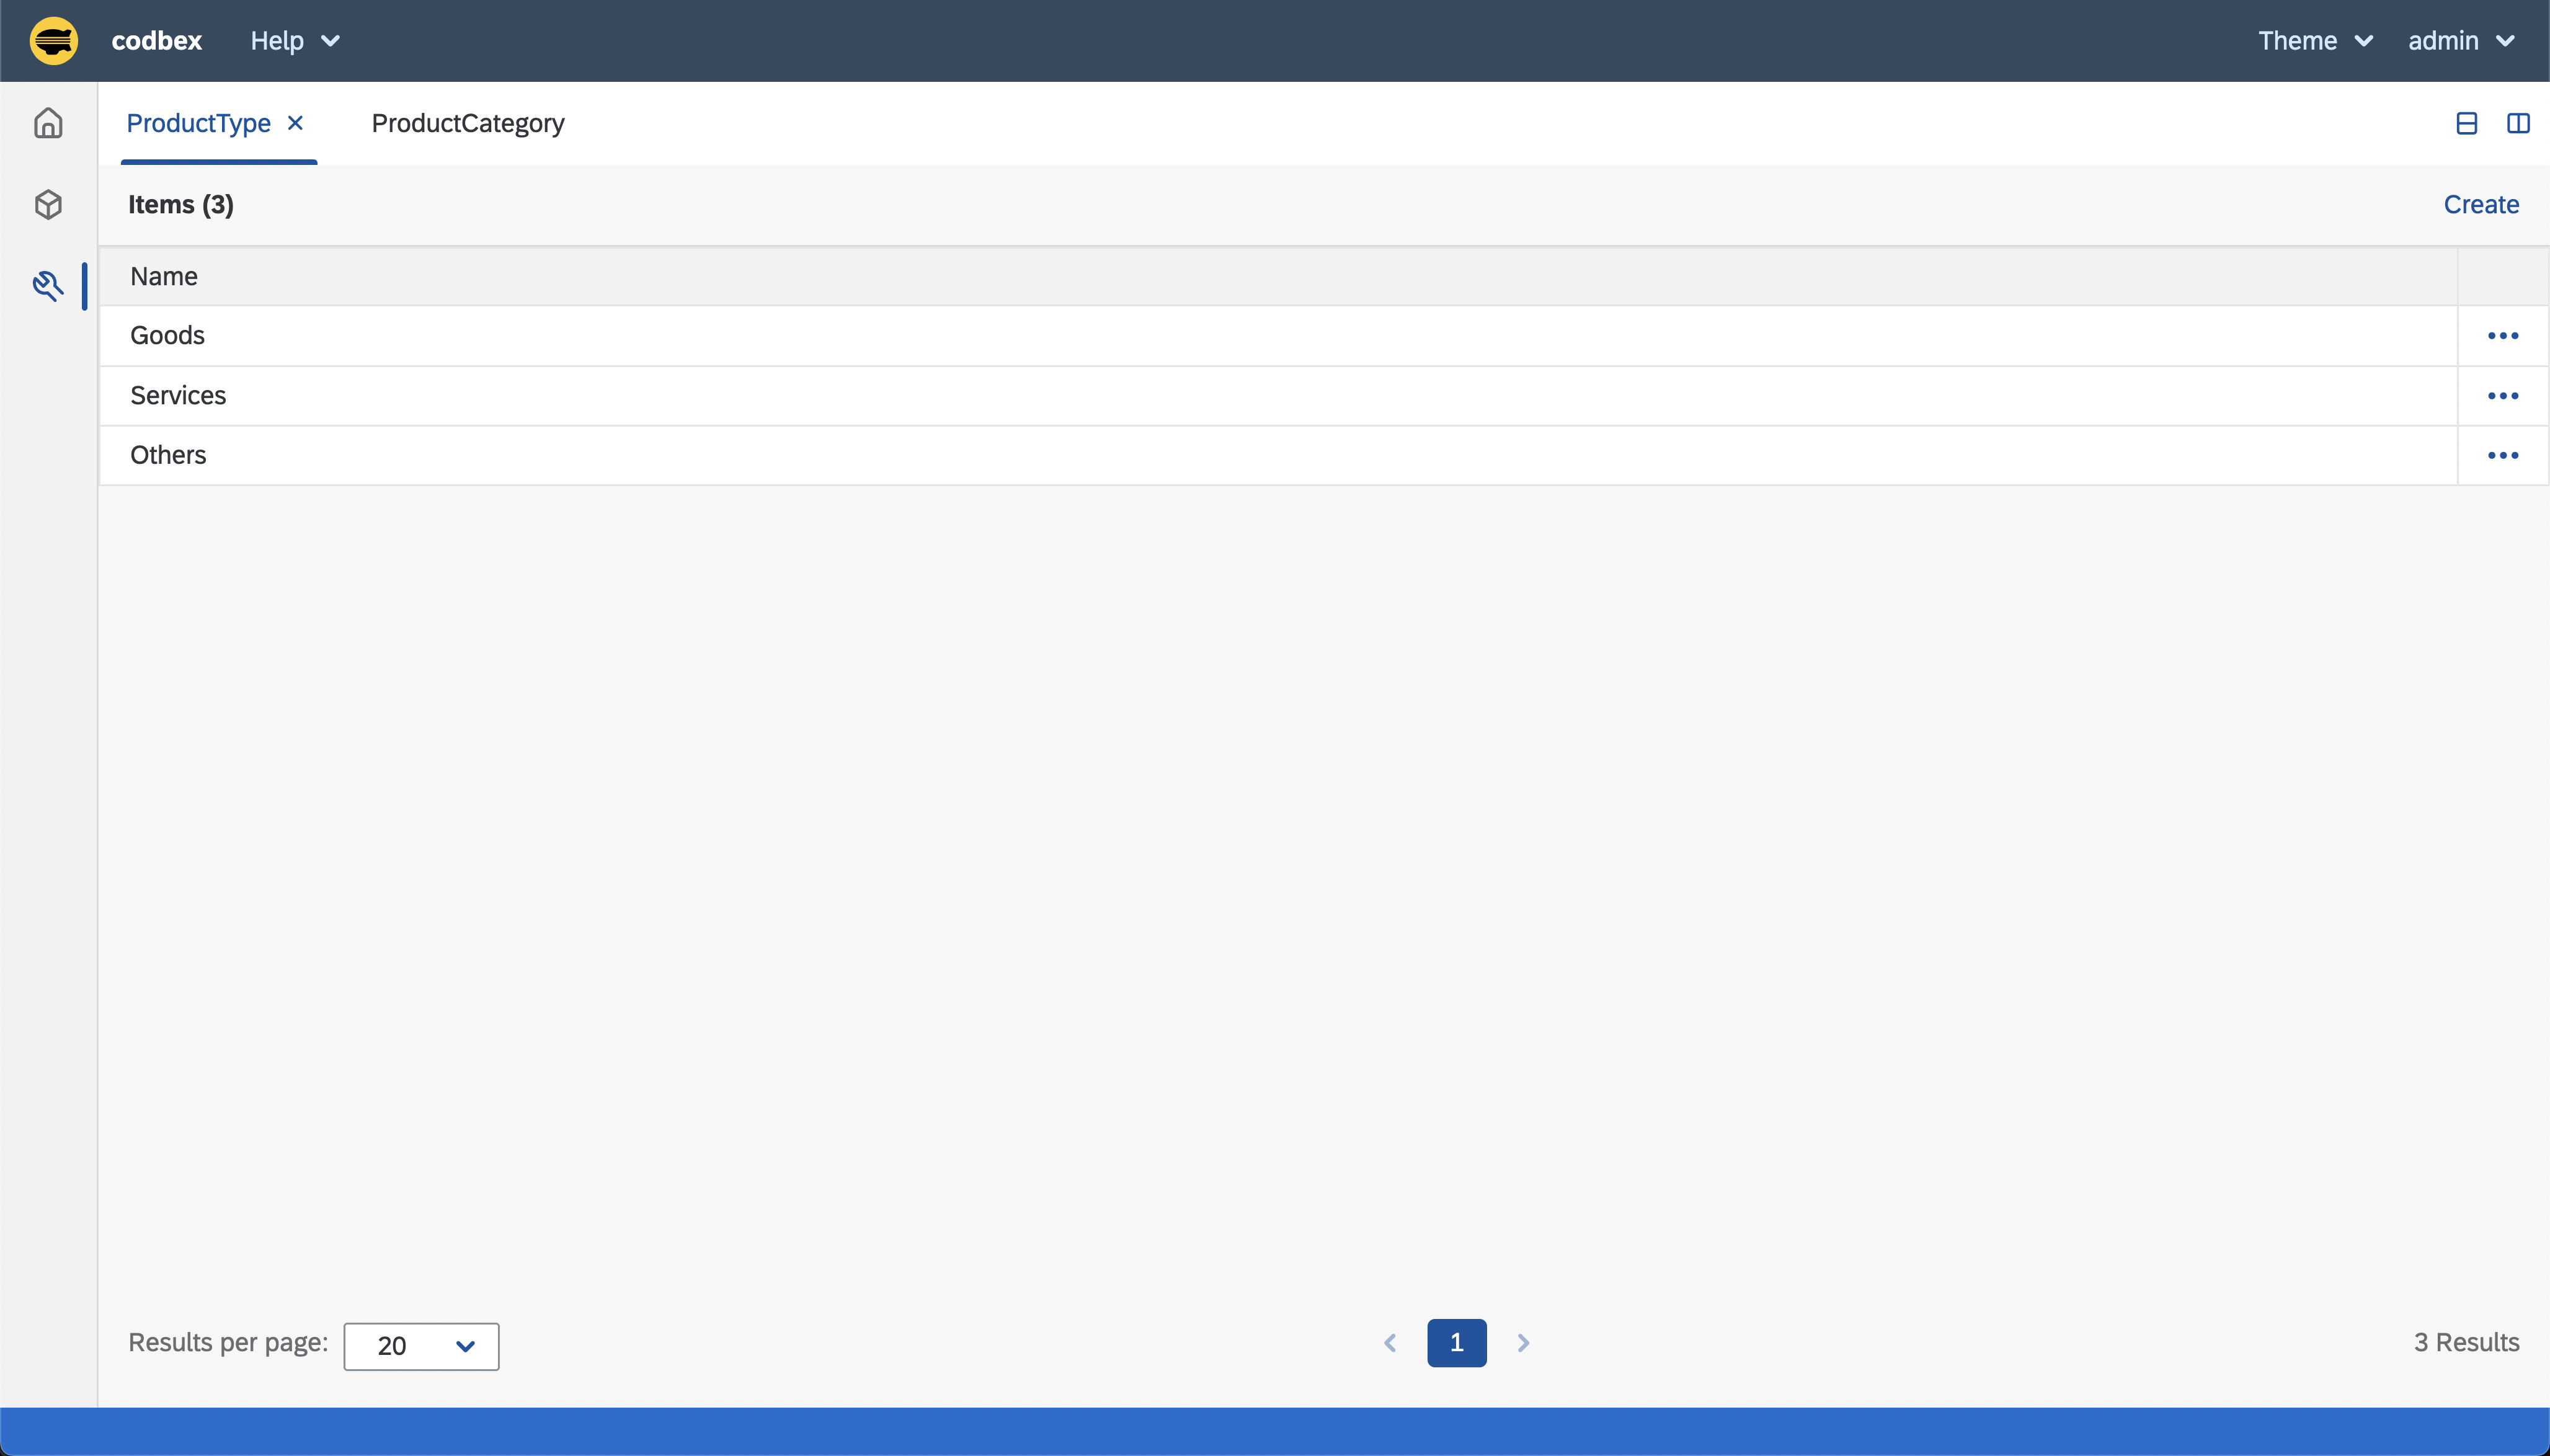 codbex Help Theme admin
ProductType ProductCategory
Items (3) Create
Name
Goods
Services
Others
Results per page: 20 1 3 Results